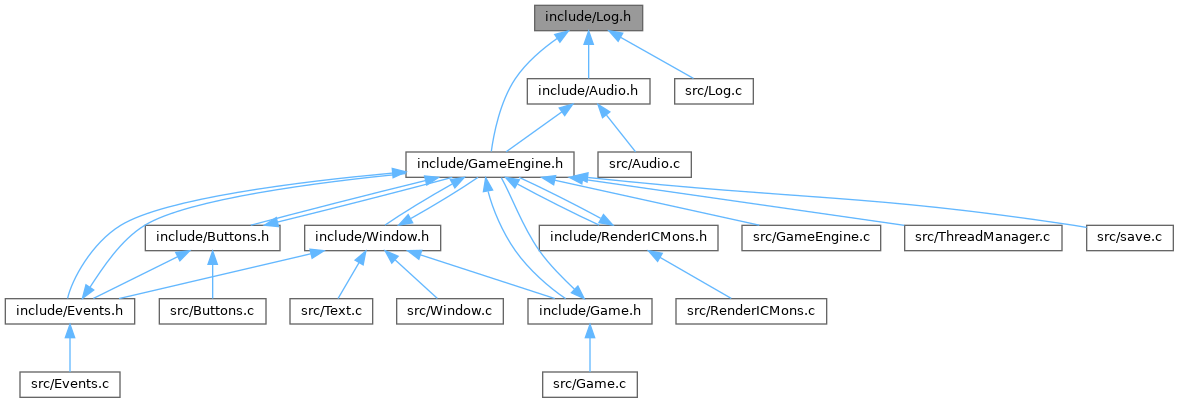 include/Log.h
include/Audio.h
src/Log.c
include/GameEngine.h
src/Audio.c
include/Buttons.h
include/Window.h
include/RenderICMons.h
src/GameEngine.c
src/ThreadManager.c
src/save.c
include/Events.h
src/Buttons.c
src/Text.c
src/Window.c
include/Game.h
src/RenderICMons.c
src/Events.c
src/Game.c